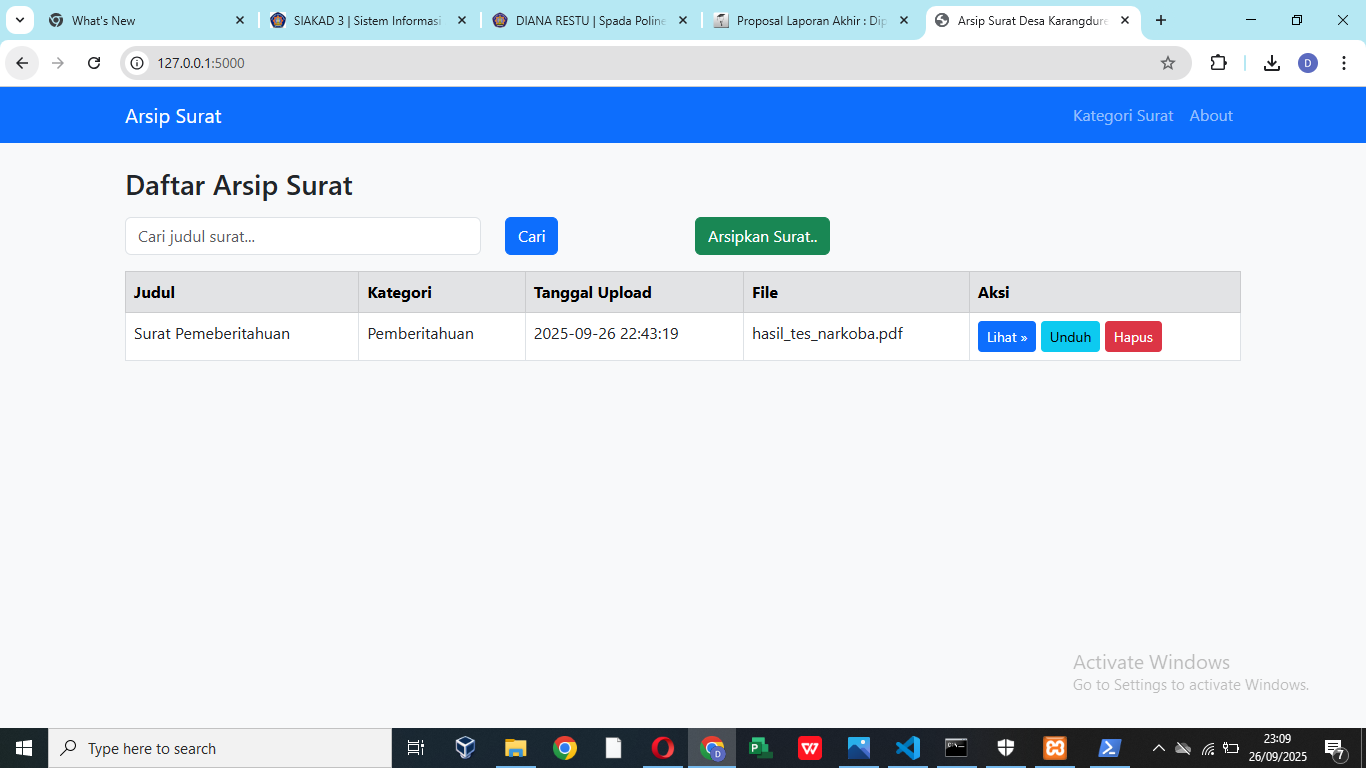 What's New
SIAKAD 3 | Sistem Informasi
DIANA RESTU | Spada Poline
Proposal Laporan Akhir : Dip
Arsip Surat Desa Karangdure
127.0.0.1:5000
D
Arsip Surat
Kategori Surat
About
Daftar Arsip Surat
Cari judul surat...
Cari
Arsipkan Surat..
Judul Kategori Tanggal Upload File Aksi
Surat Pemeberitahuan Pemberitahuan 2025-09-26 22:43:19 hasil_tes_narkoba.pdf Lihat » Unduh Hapus
Activate Windows
Go to Settings to activate Windows.
Type here to search
23:09
26/09/2025
7